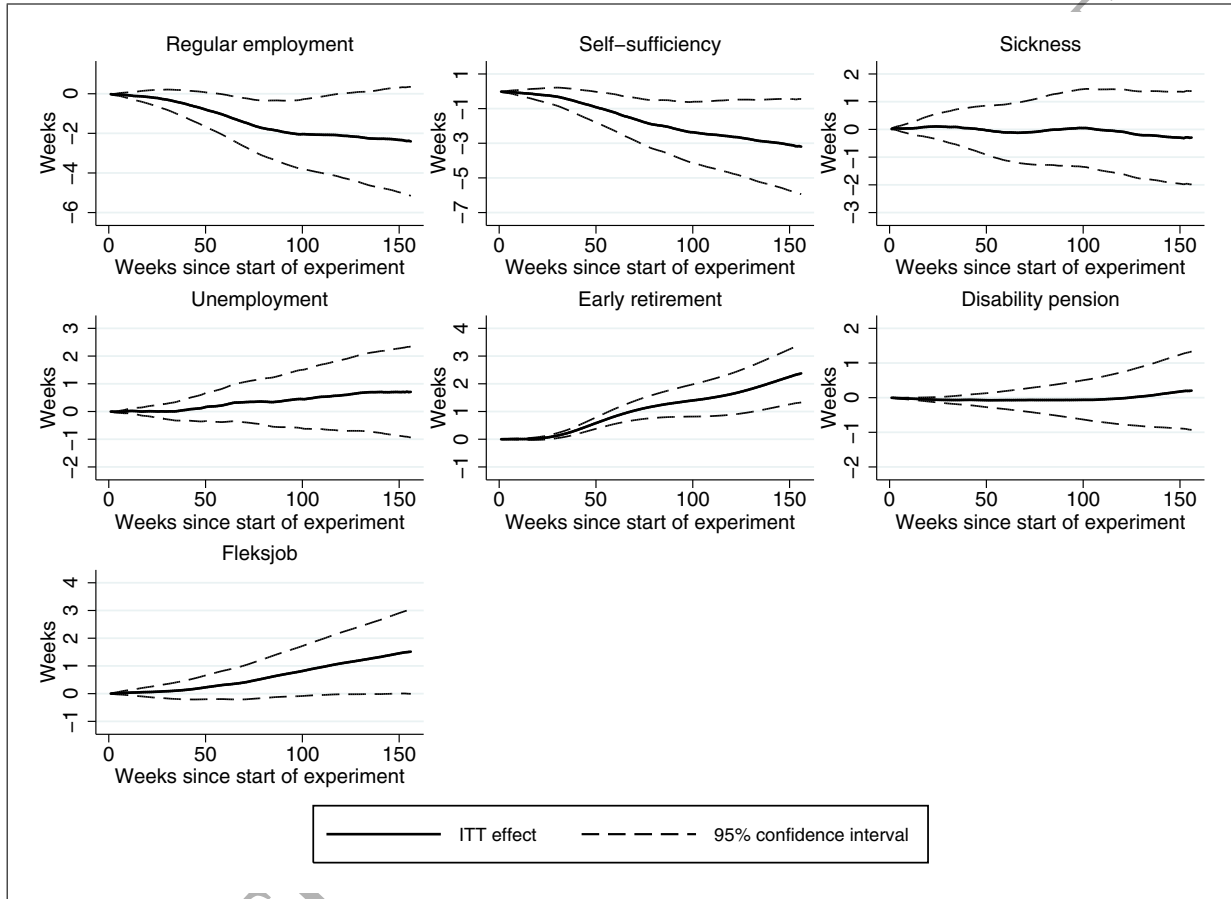 Regular employment
Self−sufficiency
Sickness
Weeks
0
−2
−4
−6
0 50 100 150
Weeks since start of experiment
Weeks
1
−1
−3
−5
−7
0 50 100 150
Weeks since start of experiment
Weeks
2
1
0
−1
−2
−3
0 50 100 150
Weeks since start of experiment
Unemployment
Early retirement
Disability pension
Weeks
3
2
1
0
−1
−2
0 50 100 150
Weeks since start of experiment
Weeks
4
3
2
1
0
−1
0 50 100 150
Weeks since start of experiment
Weeks
2
1
0
−1
−2
0 50 100 150
Weeks since start of experiment
Fleksjob
Weeks
4
3
2
1
0
−1
0 50 100 150
Weeks since start of experiment
ITT effect
95% confidence interval